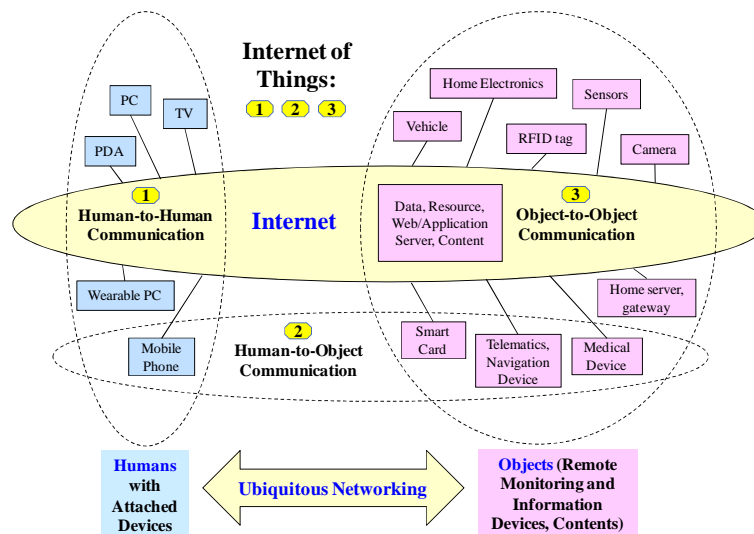 Internet of
Things:
1 2 3
PC
TV
PDA
Home Electronics
Sensors
Vehicle
RFID tag
Camera
1
Human-to-Human
Communication
Internet
Data, Resource,
Web/Application
Server, Content
3
Object-to-Object
Communication
Wearable PC
Mobile
Phone
2
Human-to-Object
Communication
Smart
Card
Telematics,
Navigation
Device
Medical
Device
Home server,
gateway
Humans
with
Attached
Devices
Ubiquitous Networking
Objects (Remote
Monitoring and
Information
Devices, Contents)